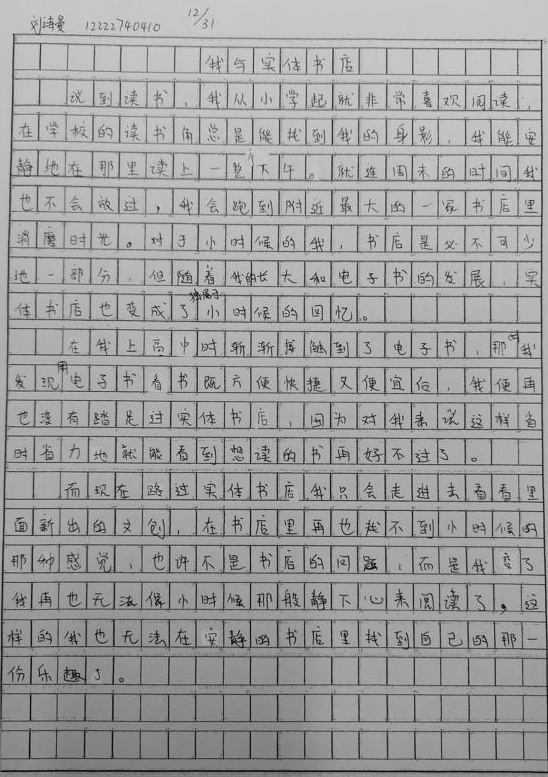 刘诗曼 12222740410 12/31
我与实体书店
说到读书，我从小学起就非常喜欢阅读，
在学校的读书角总是能找到我的身影，我能安
静地在那里读上一整个下午。就连周末的时间我
也不会放过，我会跑到附近最大的一家书店里
消磨时光。对于小时候的我，书店是必不可少
地一部分，但随着我的长大和电子书的发展，实
体书店也变成了独属于小时候的回忆。
在我上高中时渐渐接触到了电子书，那时我
发现用电子书看书既方便快捷又便宜后，我便再
也没有踏足过实体书店，因为对我来说这样省
时省力地就能看到想读的书再好不过了。
而现在路过实体书店我只会走进去看看里
面新出的文创，在书店里再也找不到小时候的
那种感觉，也许不是书店的问题，而是我变了
我再也无法像小时候那般静下心来阅读了。这
样的我也无法在安静的书店里找到自己的那一
份乐趣了。